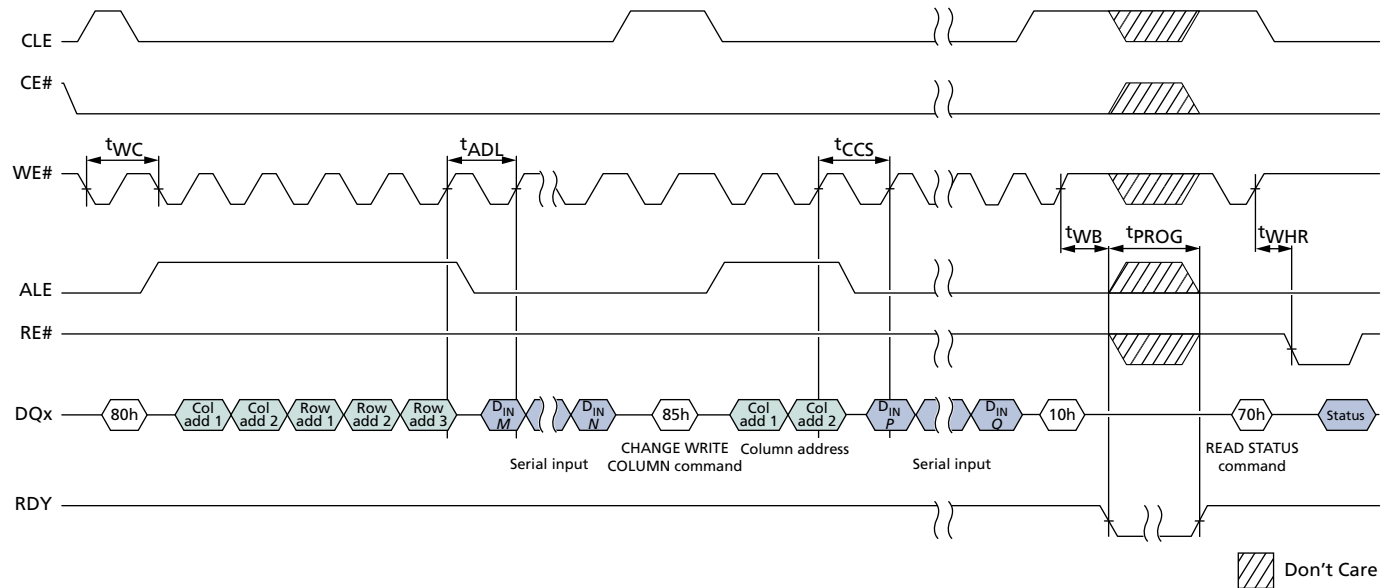 CLE
CE#
tWC
tADL
tCCS
WE#
tWB
tPROG
tWHR
ALE
RE#
DQx
80h
Col add 1
Col add 2
Row add 1
Row add 2
Row add 3
DIN M
DIN N
85h
Col add 1
Col add 2
DIN P
DIN Q
10h
70h
Status
Serial input
CHANGE WRITE
COLUMN command
Column address
Serial input
READ STATUS
command
RDY
Don't Care